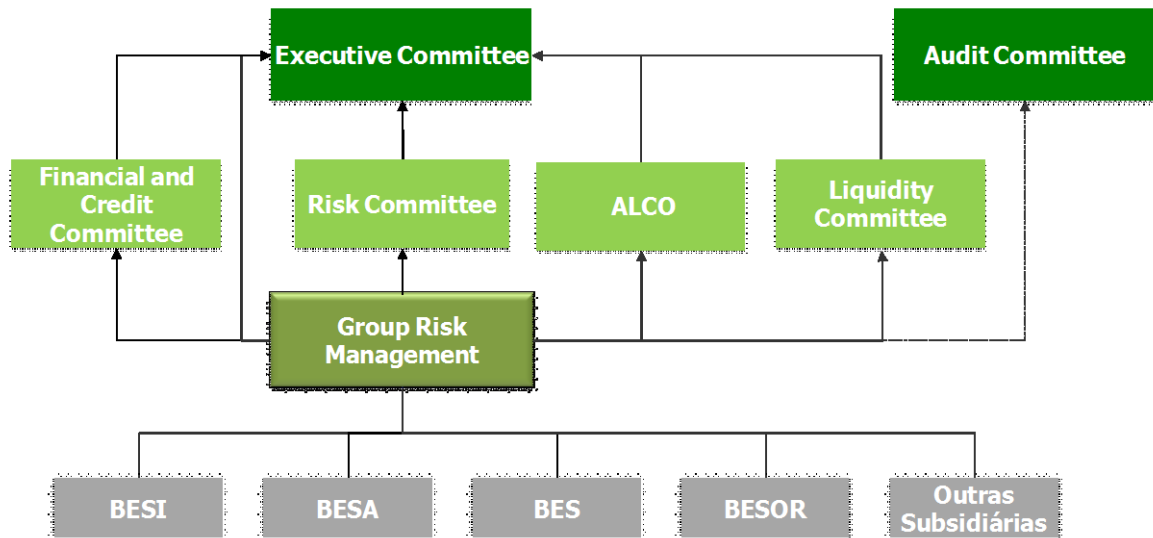 Executive Committee
Audit Committee
Financial and
Credit
Committee
Risk Committee
ALCO
Liquidity
Committee
Group Risk
Management
BESI
BESA
BES
BESOR
Outras
Subsidiárias